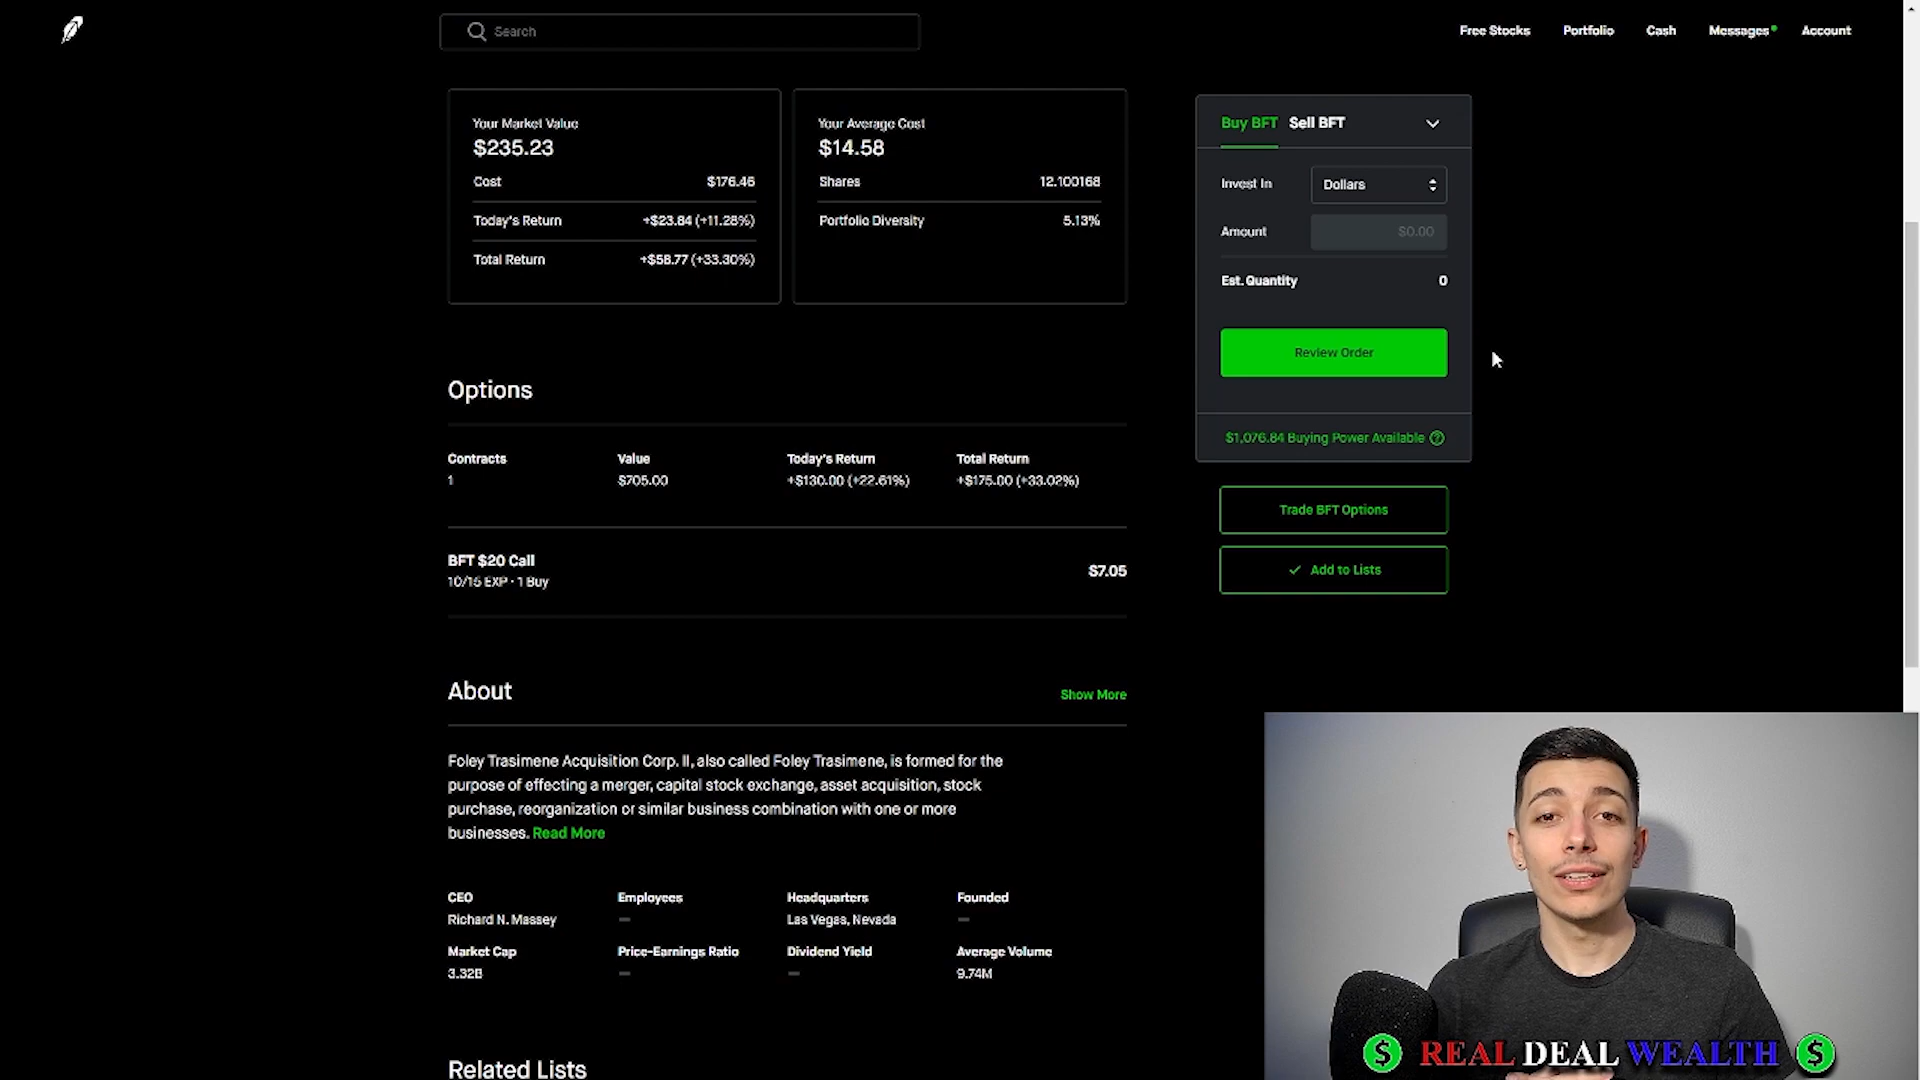 Search
Free Stocks
Portfolio
Cash
Messages
Account
Your Market Value
$235.23
Cost $176.46
Today's Return +$23.84 (+11.28%)
Total Return +$58.77 (+33.30%)
Your Average Cost
$14.58
Shares 12.100168
Portfolio Diversity 5.13%
Buy BFT Sell BFT
Invest In Dollars
Amount $0.00
Est. Quantity 0
Review Order
$1,076.84 Buying Power Available ?
Trade BFT Options
Add to Lists
Options
Contracts Value Today's Return Total Return
1 $705.00 +$130.00 (+22.61%) +$175.00 (+33.02%)
BFT $20 Call
10/15 EXP · 1 Buy
$7.05
About
Show More
Foley Trasimene Acquisition Corp. II, also called Foley Trasimene, is formed for the
purpose of effecting a merger, capital stock exchange, asset acquisition, stock
purchase, reorganization or similar business combination with one or more
businesses. Read More
CEO Employees Headquarters Founded
Richard N. Massey — Las Vegas, Nevada —
Market Cap Price-Earnings Ratio Dividend Yield Average Volume
3.32B — — 9.74M
Related Lists
$ REAL DEAL WEALTH $